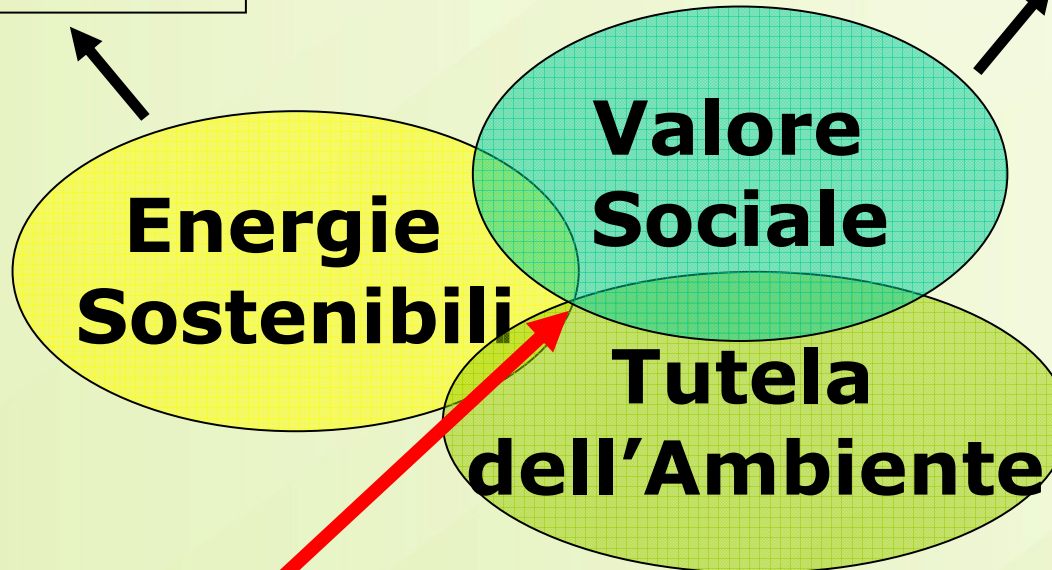 Valore
Sociale
Energie
Sostenibili
Tutela
dell’Ambiente